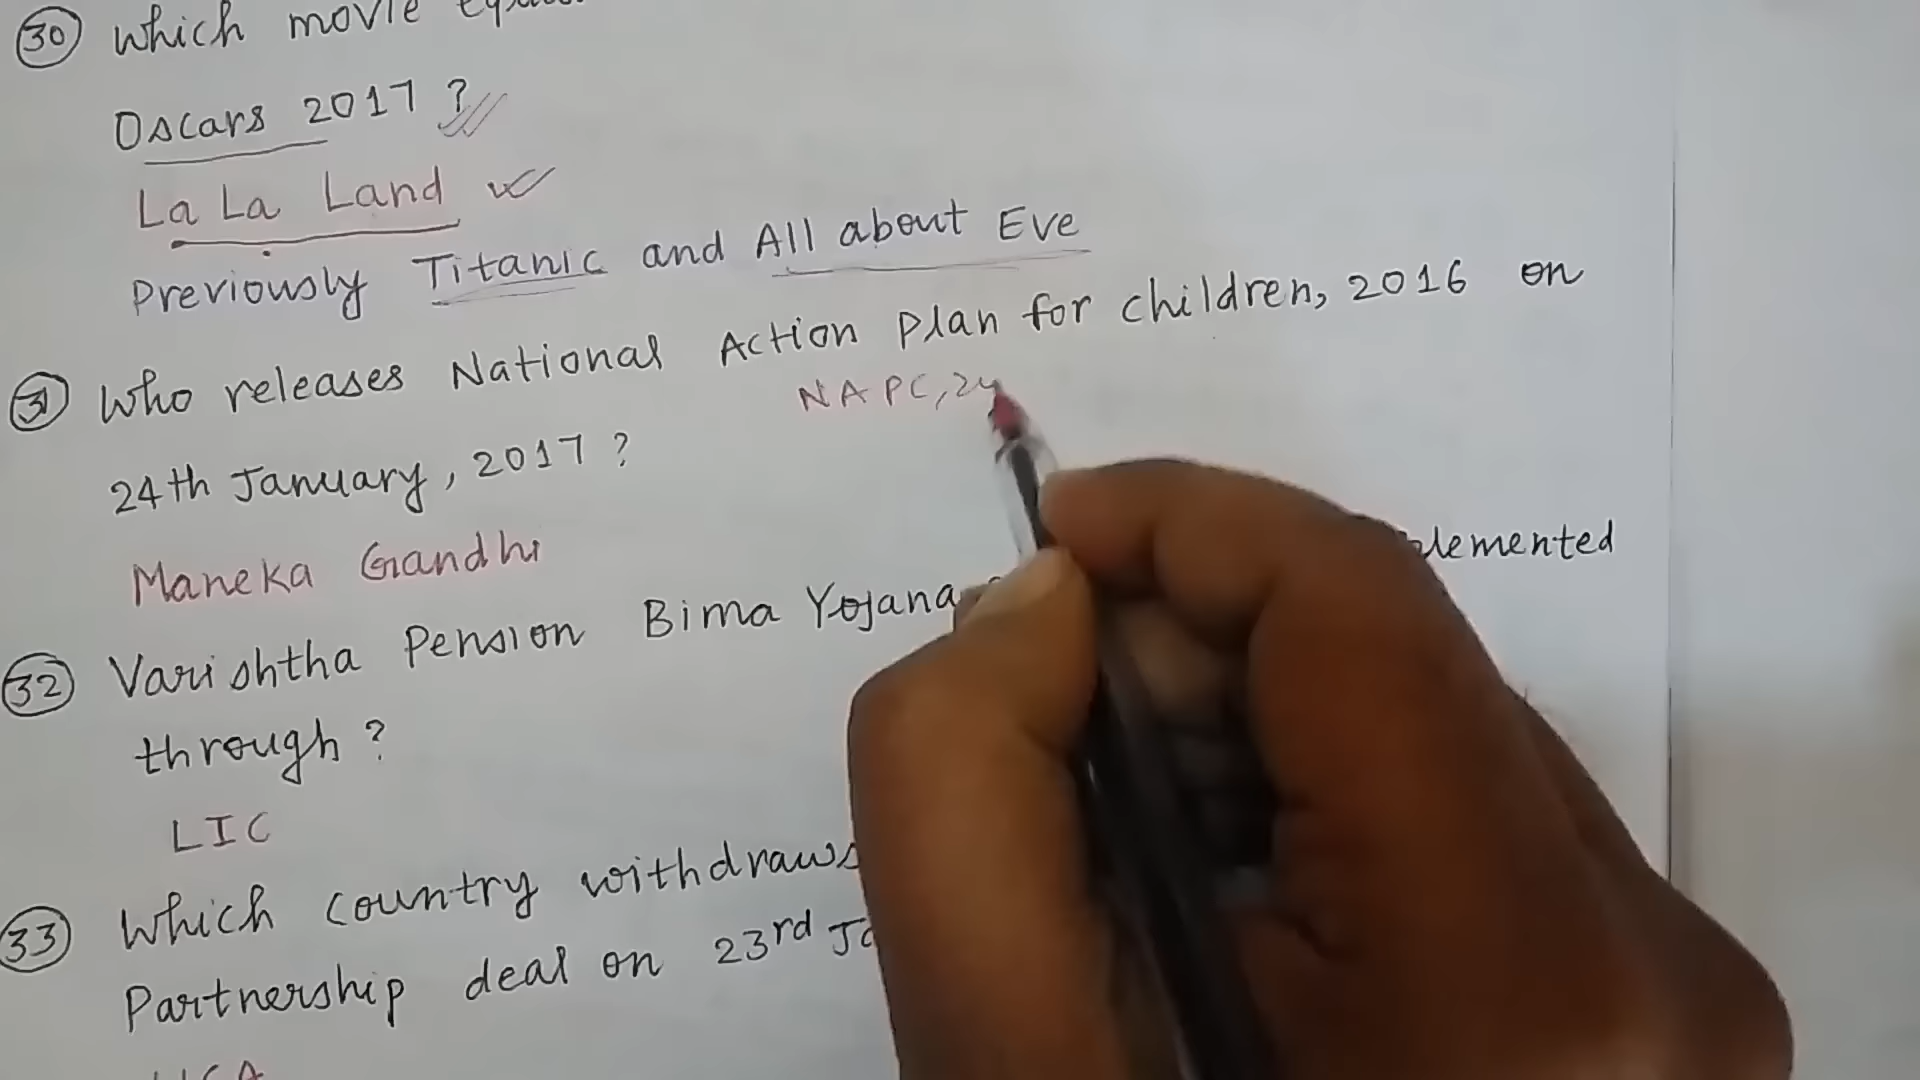 30 Which movie
Oscars 2017 ?
La La Land
Previously Titanic and All about Eve
31 Who releases National Action Plan for children, 2016 on
NAPC, 24
24th January, 2017 ?
Maneka Gandhi
32 Varishtha Pension Bima Yojana
through ?
LIC
33 Which country withdraws
Partnership deal on 23rd